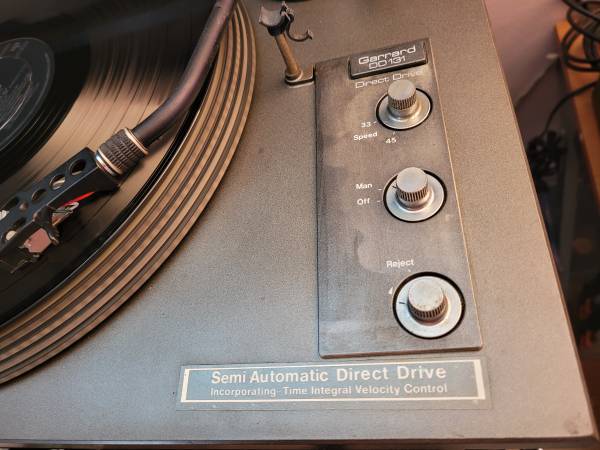 Garrard
DD 131
Direct Drive
33 -
Speed
45
Man -
Off -
Reject
Semi Automatic Direct Drive
Incorporating-Time Integral Velocity Control